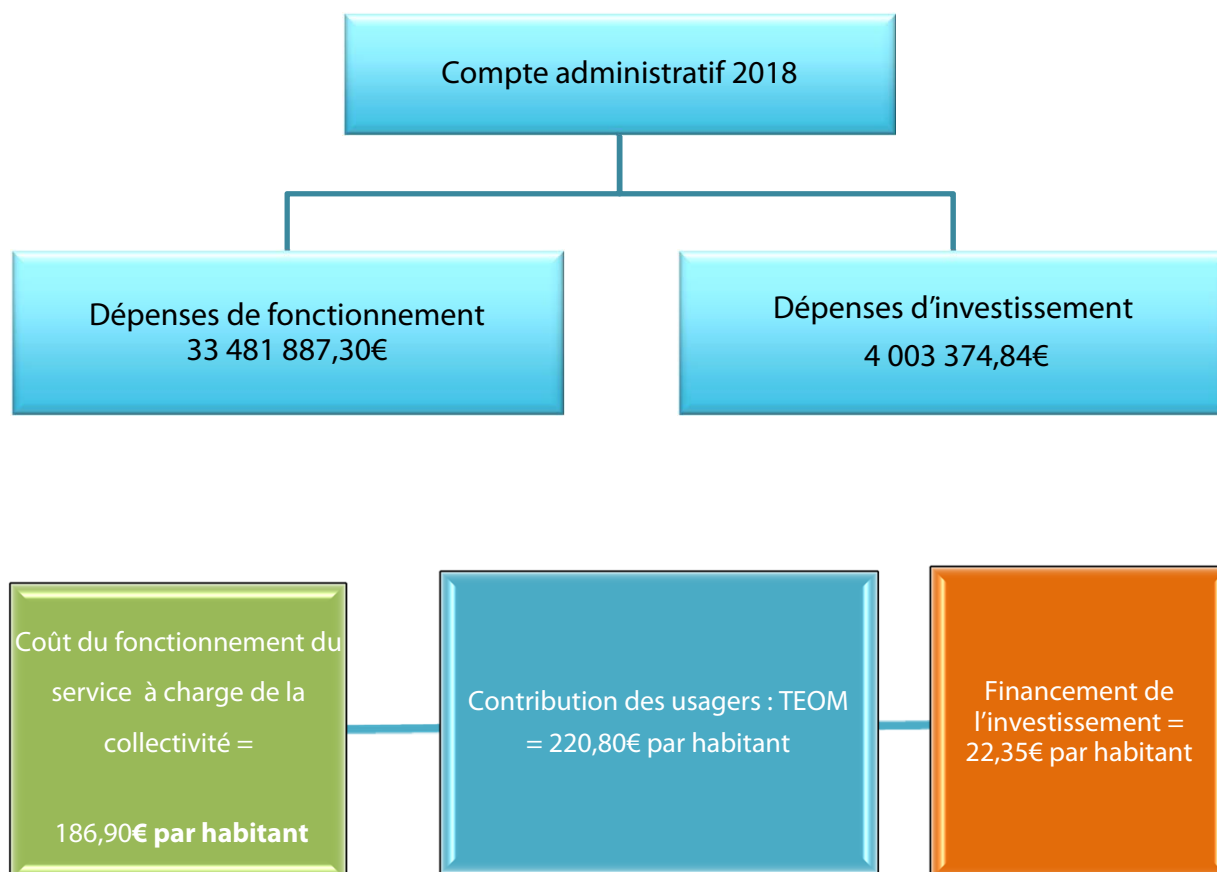 Compte administratif 2018
Dépenses de fonctionnement
33 481 887,30€
Dépenses d’investissement
4 003 374,84€
Coût du fonctionnement du
service à charge de la
collectivité =
186,90€ par habitant
Contribution des usagers : TEOM
= 220,80€ par habitant
Financement de
l’investissement =
22,35€ par habitant